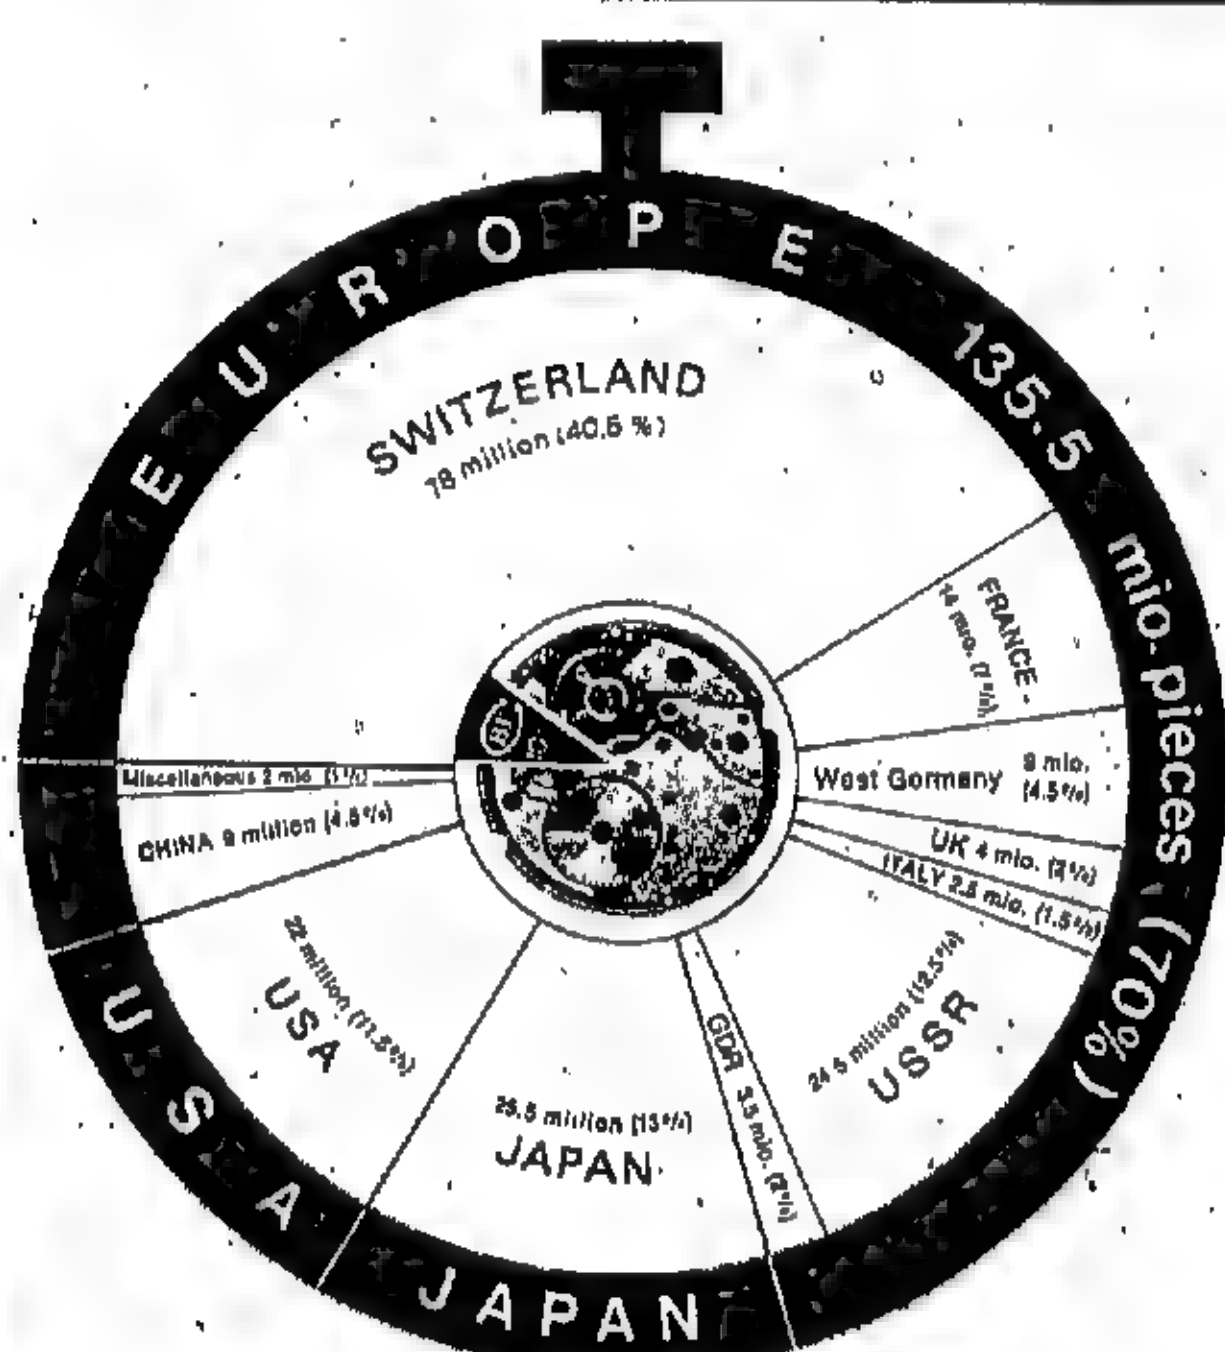 EUROPE 135.5 mio. pieces (70%)
SWITZERLAND
78 million (40.5 %)
FRANCE
14 mio. (7%)
West Germany 9 mio.
(4.5%)
UK 4 mio. (2%)
ITALY 2.5 mio. (1.5%)
24.5 million (12.5%)
USSR
GDR 3.5 mio. (2%)
25.5 million (13%)
JAPAN
22 million (11.5%)
USA
CHINA 9 million (4.5%)
Miscellaneous 2 mio. (1%)
USA
JAPAN